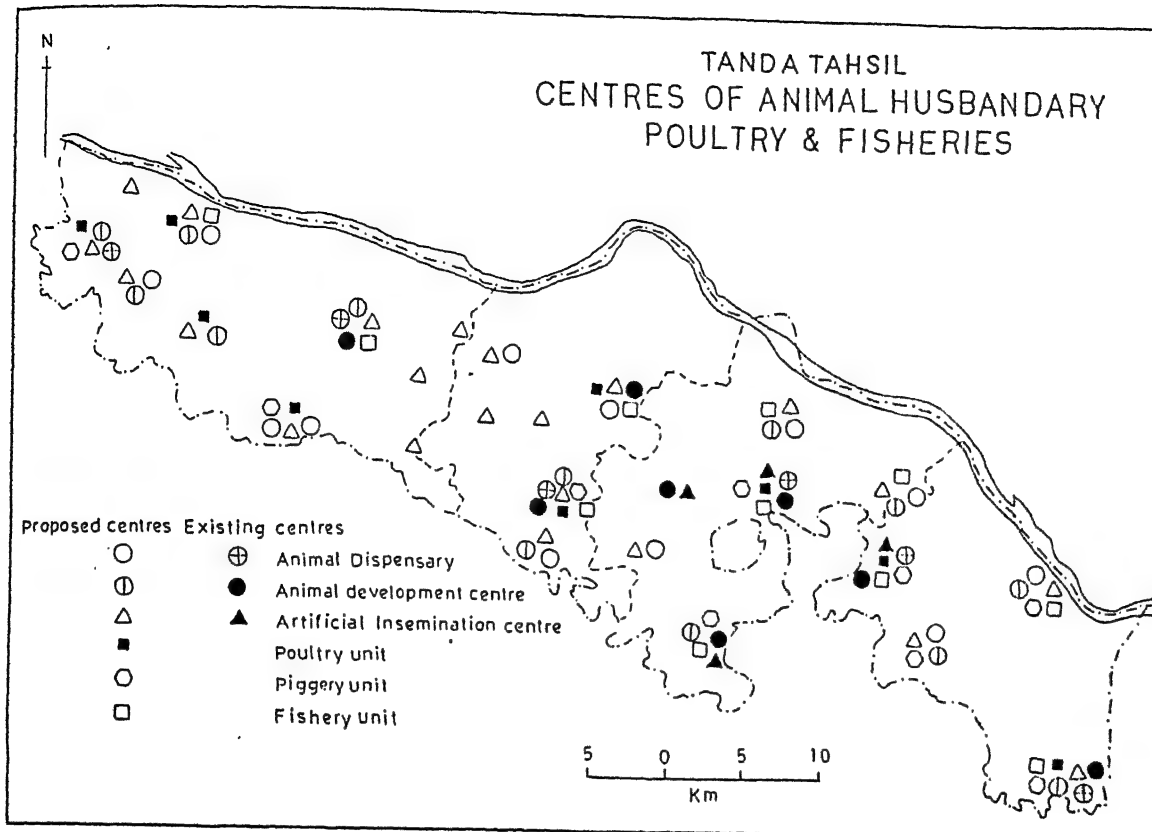 N
TANDA TAHSIL
CENTRES OF ANIMAL HUSBANDARY
POULTRY & FISHERIES
Proposed centres Existing centres
Animal Dispensary
Animal development centre
Artificial Insemination centre
Poultry unit
Piggery unit
Fishery unit
5 0 5 10
Km